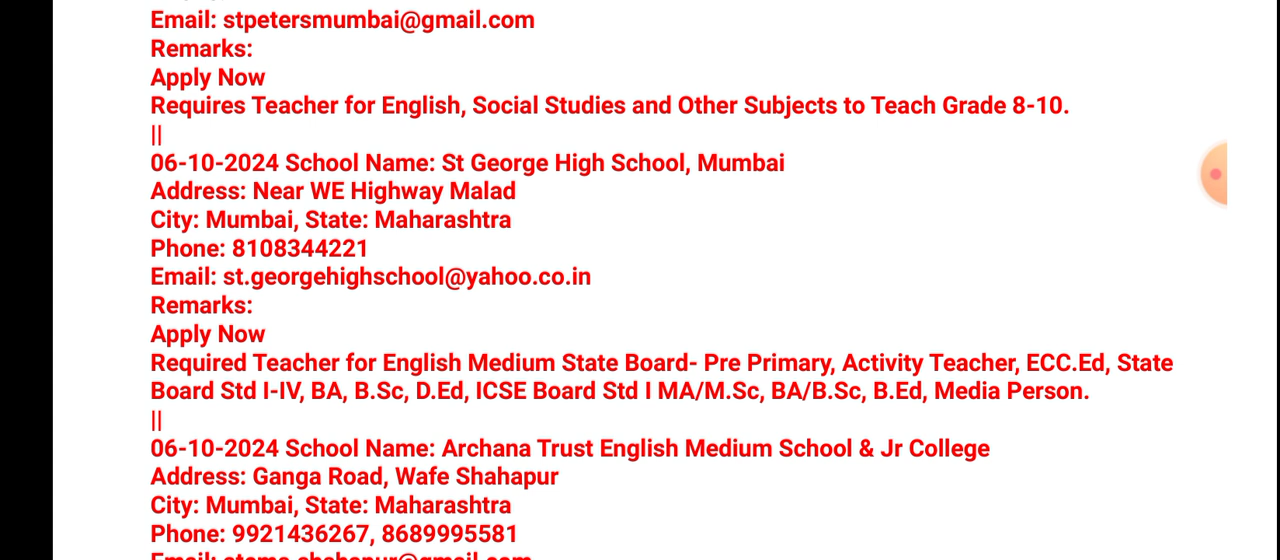 Email: stpetersmumbai@gmail.com
Remarks:
Apply Now
Requires Teacher for English, Social Studies and Other Subjects to Teach Grade 8-10.
||
06-10-2024 School Name: St George High School, Mumbai
Address: Near WE Highway Malad
City: Mumbai, State: Maharashtra
Phone: 8108344221
Email: st.georgehighschool@yahoo.co.in
Remarks:
Apply Now
Required Teacher for English Medium State Board- Pre Primary, Activity Teacher, ECC.Ed, State
Board Std I-IV, BA, B.Sc, D.Ed, ICSE Board Std I MA/M.Sc, BA/B.Sc, B.Ed, Media Person.
||
06-10-2024 School Name: Archana Trust English Medium School & Jr College
Address: Ganga Road, Wafe Shahapur
City: Mumbai, State: Maharashtra
Phone: 9921436267, 8689995581